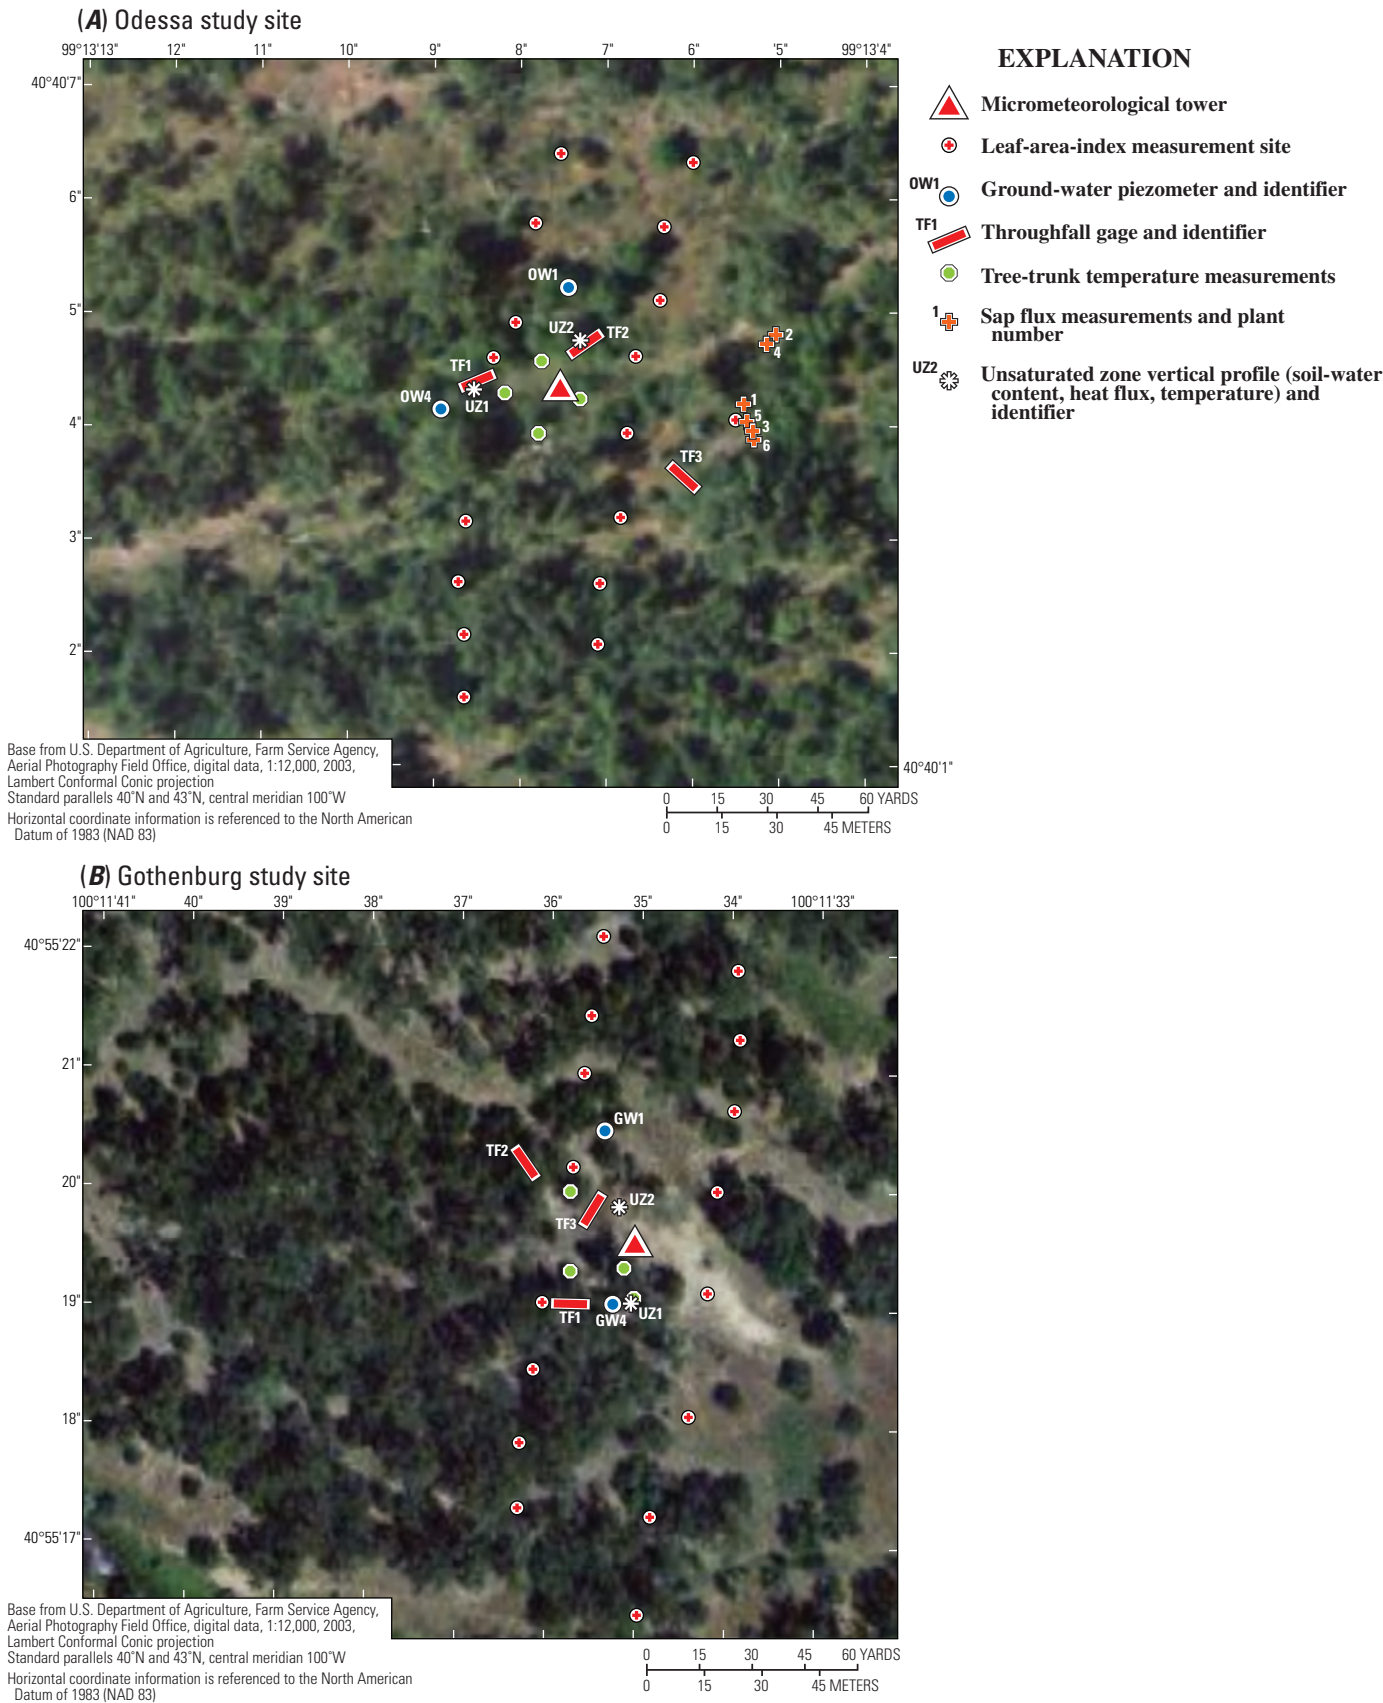 (A) Odessa study site
99°13'13" 12" 11" 10" 9" 8" 7" 6" '5" 99°13'4"
40°40'7"
6"
5"
4"
3"
2"
40°40'1"
OW1
UZ2
TF2
TF1
UZ1
OW4
TF3
2
4
1
5
3
6
Base from U.S. Department of Agriculture, Farm Service Agency,
Aerial Photography Field Office, digital data, 1:12,000, 2003,
Lambert Conformal Conic projection
Standard parallels 40°N and 43°N, central meridian 100°W
Horizontal coordinate information is referenced to the North American
Datum of 1983 (NAD 83)
0 15 30 45 60 YARDS
0 15 30 45 METERS
EXPLANATION
Micrometeorological tower
Leaf-area-index measurement site
OW1 Ground-water piezometer and identifier
TF1 Throughfall gage and identifier
Tree-trunk temperature measurements
1 Sap flux measurements and plant
number
UZ2 Unsaturated zone vertical profile (soil-water
content, heat flux, temperature) and
identifier
(B) Gothenburg study site
100°11'41" 40" 39" 38" 37" 36" 35" 34" 100°11'33"
40°55'22"
21"
20"
19"
18"
40°55'17"
GW1
TF2
UZ2
TF3
TF1
GW4
UZ1
Base from U.S. Department of Agriculture, Farm Service Agency,
Aerial Photography Field Office, digital data, 1:12,000, 2003,
Lambert Conformal Conic projection
Standard parallels 40°N and 43°N, central meridian 100°W
Horizontal coordinate information is referenced to the North American
Datum of 1983 (NAD 83)
0 15 30 45 60 YARDS
0 15 30 45 METERS